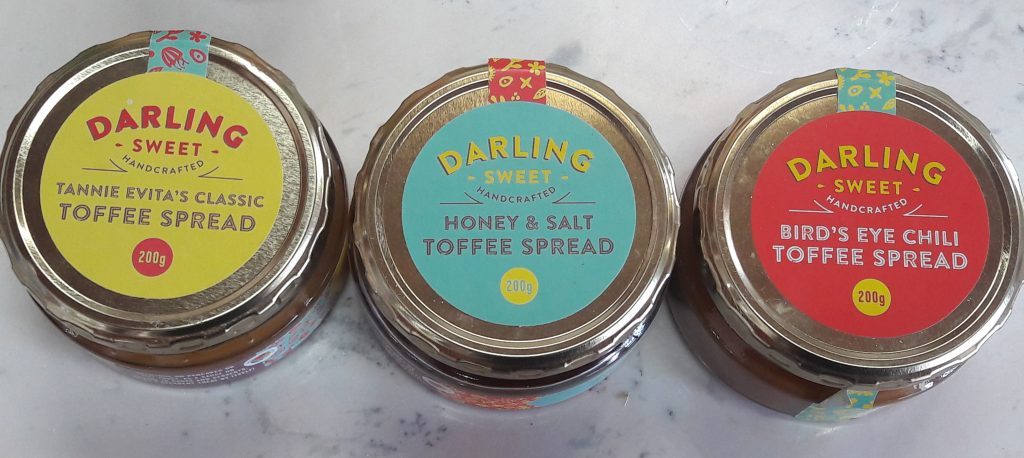 DARLING
- SWEET -
HANDCRAFTED
TANNIE EVITA'S CLASSIC
TOFFEE SPREAD
200g
DARLING
- SWEET -
HANDCRAFTED
HONEY & SALT
TOFFEE SPREAD
200g
DARLING
- SWEET -
HANDCRAFTED
BIRD'S EYE CHILI
TOFFEE SPREAD
200g